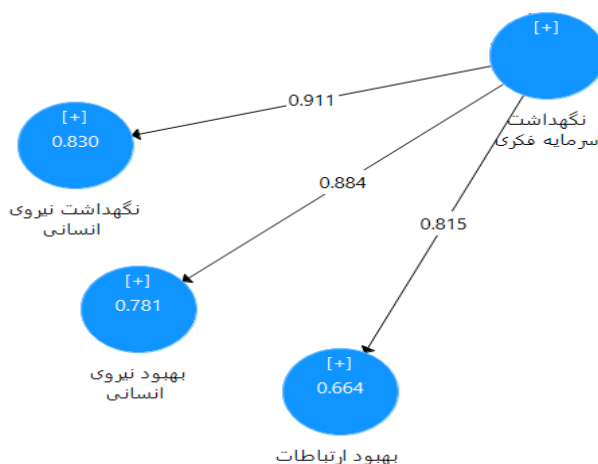 [+]
نگهداشت
سرمایه فکری
0.911
[+]
0.830
نگهداشت نیروی
انسانی
0.884
[+]
0.781
بهبود نیروی
انسانی
0.815
[+]
0.664
بهبود ارتباطات